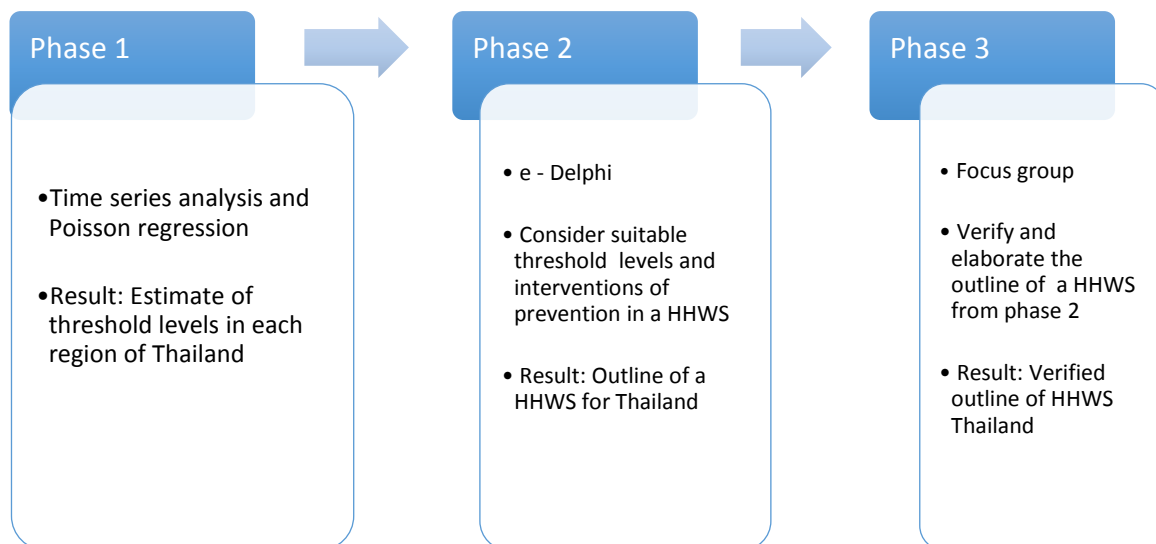 Phase 1
•Time series analysis and
Poisson regression
•Result: Estimate of
threshold levels in each
region of Thailand
Phase 2
• e - Delphi
• Consider suitable
threshold levels and
interventions of
prevention in a HHWS
• Result: Outline of a
HHWS for Thailand
Phase 3
• Focus group
• Verify and
elaborate the
outline of a HHWS
from phase 2
• Result: Verified
outline of HHWS
Thailand